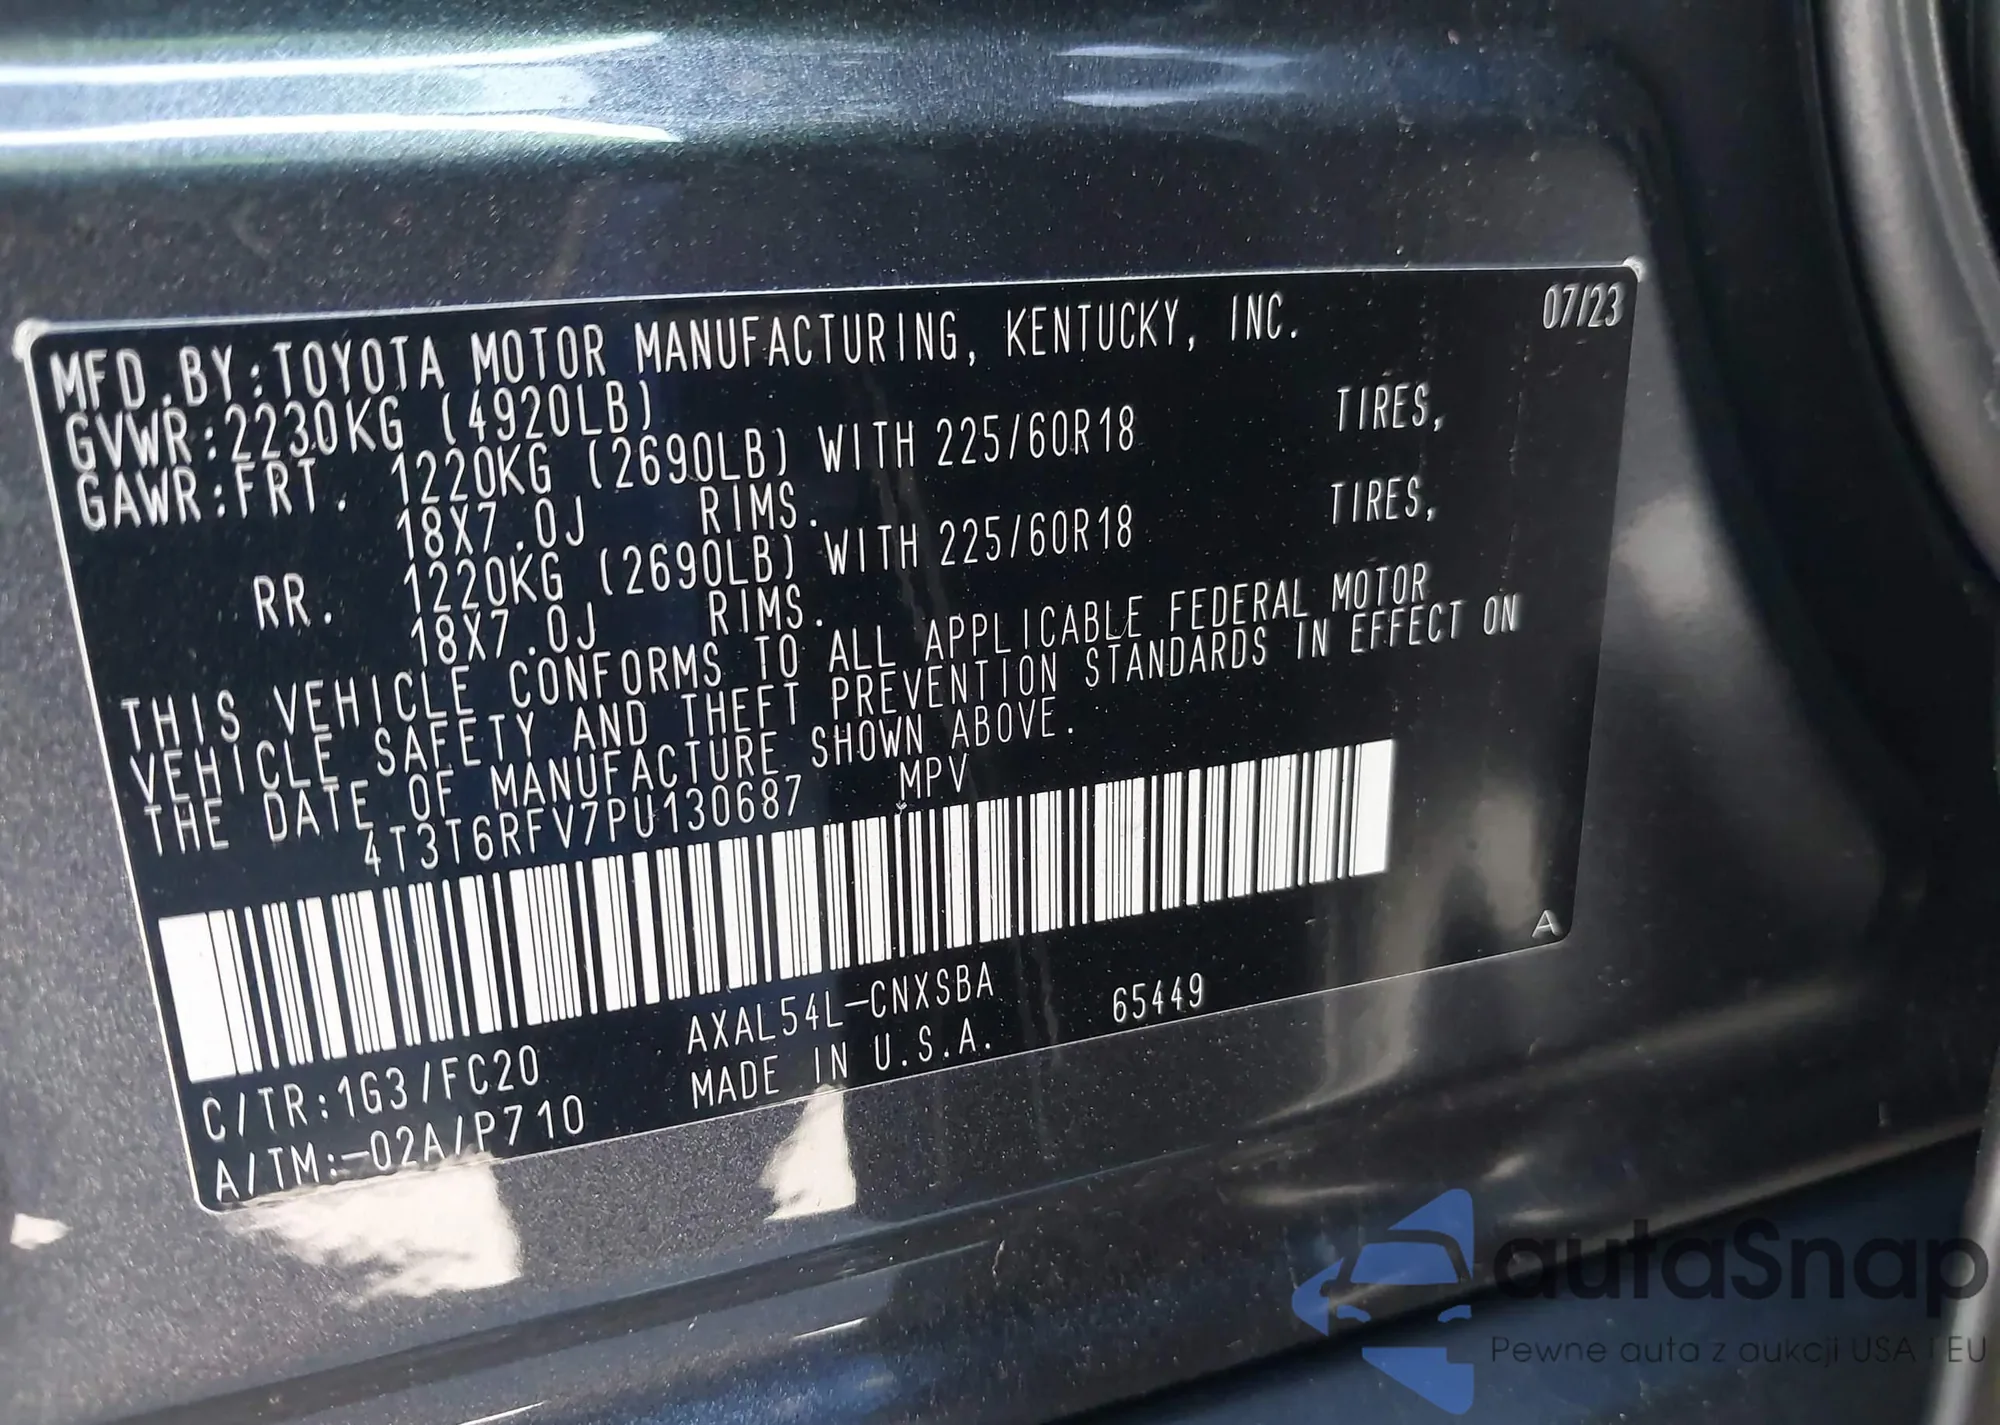 MFD.BY:TOYOTA MOTOR MANUFACTURING, KENTUCKY, INC. 07/23
GVWR:2230KG (4920LB)
GAWR:FRT. 1220KG (2690LB) WITH 225/60R18 TIRES,
18X7.0J RIMS.
RR. 1220KG (2690LB) WITH 225/60R18 TIRES,
18X7.0J RIMS.
THIS VEHICLE CONFORMS TO ALL APPLICABLE FEDERAL MOTOR
VEHICLE SAFETY AND THEFT PREVENTION STANDARDS IN EFFECT ON
THE DATE OF MANUFACTURE SHOWN ABOVE.
4T3T6RFV7PU130687 MPV
A
C/TR:1G3/FC20 AXAL54L-CNXSBA 65449
A/TM:-02A/P710 MADE IN U.S.A.
autaSnap
Pewne auta z aukcji USA i EU